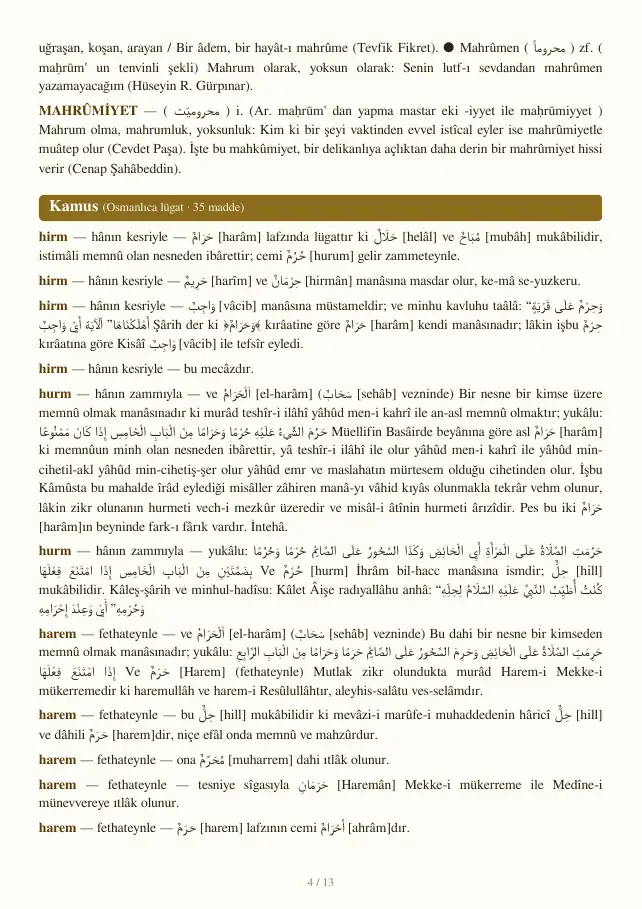 uğraşan, koşan, arayan / Bir âdem, bir hayât-ı mahrûme (Tevfik Fikret). ● Mahrûmen ( محروماً ) zf. (
maḥrūm' un tenvinli şekli) Mahrum olarak, yoksun olarak: Senin lutf-ı sevdandan mahrûmen
yazamayacağım (Hüseyin R. Gürpınar).
MAHRÛMİYET — ( محروميّت ) i. (Ar. maḥrūm' dan yapma mastar eki -iyyet ile maḥrūmiyyet )
Mahrum olma, mahrumluk, yoksunluk: Kim ki bir şeyi vaktinden evvel istîcal eyler ise mahrûmiyetle
muâtep olur (Cevdet Paşa). İşte bu mahkûmiyet, bir delikanlıya açlıktan daha derin bir mahrûmiyet hissi
verir (Cenap Şahâbeddin).
Kamus (Osmanlıca lügat · 35 madde)
hirm — hânın kesriyle — حَرَامٌ [harâm] lafzında lügattır ki حَلَالٌ [helâl] ve مُبَاحٌ [mubâh] mukâbilidir,
istimâli memnû olan nesneden ibârettir; cemi حُرُمٌ [hurum] gelir zammeteynle.
hirm — hânın kesriyle — حَرِيمٌ [harîm] ve حِرْمَانٌ [hirmân] manâsına masdar olur, ke-mâ se-yuzkeru.
hirm — hânın kesriyle — وَاجِبٌ [vâcib] manâsına müstameldir; ve minhu kavluhu taâlâ: “وَحِرْمٌ عَلَى قَرْيَةٍ
أَهْلَكْنَاهَا” اَلْآيَة أَيْ وَاجِبٌ Şârih der ki ﴿وَحَرَامٌ﴾ kırâatine göre حَرَامٌ [harâm] kendi manâsınadır; lâkin işbu حِرْمٌ
kırâatına göre Kisâî وَاجِبٌ [vâcib] ile tefsîr eyledi.
hirm — hânın kesriyle — bu mecâzdır.
hurm — hânın zammıyla — ve اَلْحَرَامُ [el-harâm] (سَحَابٌ [sehâb] vezninde) Bir nesne bir kimse üzere
memnû olmak manâsınadır ki murâd teshîr-i ilâhî yâhûd men-i kahrî ile an-asl memnû olmaktır; yukâlu:
حَرُمَ الشَّيْءُ عَلَيْهِ حُرْمًا وَحَرَامًا مِنَ الْبَابِ الْخَامِسِ إِذَا كَانَ مَمْنُوعًا Müellifin Basâirde beyânına göre asl حَرَامٌ [harâm]
ki memnûun minh olan nesneden ibârettir, yâ teshîr-i ilâhî ile olur yâhûd men-i kahrî ile yâhûd min-
cihetil-akl yâhûd min-cihetiş-şer olur yâhûd emr ve maslahatın mürtesem olduğu cihetinden olur. İşbu
Kâmûsta bu mahalde îrâd eylediği misâller zâhiren manâ-yı vâhid kıyâs olunmakla tekrâr vehm olunur,
lâkin zikr olunanın hurmeti vech-i mezkûr üzeredir ve misâl-i âtînin hurmeti ârızîdir. Pes bu iki حَرَامٌ
[harâm]ın beyninde fark-ı fârık vardır. İntehâ.
hurm — hânın zammıyla — yukâlu: حَرُمَتِ الصَّلَاةُ عَلَى الْمَرْأَةِ أَيِ الْحَائِضِ وَكَذَا السَّحُورُ عَلَى الصَّائِمِ حُرْمًا وَحُرُمًا
بِضَمَّتَيْنِ مِنَ الْبَابِ الْخَامِسِ إِذَا امْتَنَعَ فِعْلُهَا Ve حُرْمٌ [hurm] İhrâm bil-hacc manâsına ismdir; حِلٌّ [hill]
mukâbilidir. Kâleş-şârih ve minhul-hadîsu: Kâlet Âişe radıyallâhu anhâ: “كُنْتُ أُطَيِّبُ النَّبِيَّ عَلَيْهِ السَّلَامُ لِحِلِّهِ
وَحُرْمِهِ” أَيْ وَعِنْدَ إِحْرَامِهِ
harem — fethateynle — ve اَلْحَرَامُ [el-harâm] (سَحَابٌ [sehâb] vezninde) Bu dahi bir nesne bir kimseden
memnû olmak manâsınadır; yukâlu: حَرِمَتِ الصَّلَاةُ عَلَى الْحَائِضِ وَحَرِمَ السَّحُورُ عَلَى الصَّائِمِ حَرَمًا وَحَرَامًا مِنَ الْبَابِ الرَّابِعِ
إِذَا امْتَنَعَ فِعْلُهَا Ve حَرَمٌ [Harem] (fethateynle) Mutlak zikr olundukta murâd Harem-i Mekke-i
mükerremedir ki haremullâh ve harem-i Resûlullâhtır, aleyhis-salâtu ves-selâmdır.
harem — fethateynle — bu حِلٌّ [hill] mukâbilidir ki mevâzi-i marûfe-i muhaddedenin hâricî حِلٌّ [hill]
ve dâhili حَرَمٌ [harem]dir, niçe efâl onda memnû ve mahzûrdur.
harem — fethateynle — ona مُحَرَّمٌ [muharrem] dahi ıtlâk olunur.
harem — fethateynle — tesniye sîgasıyla حَرَمَانِ [Haremân] Mekke-i mükerreme ile Medîne-i
münevvereye ıtlâk olunur.
harem — fethateynle — حَرَمٌ [harem] lafzının cemi أَحْرَامٌ [ahrâm]dır.
4 / 13